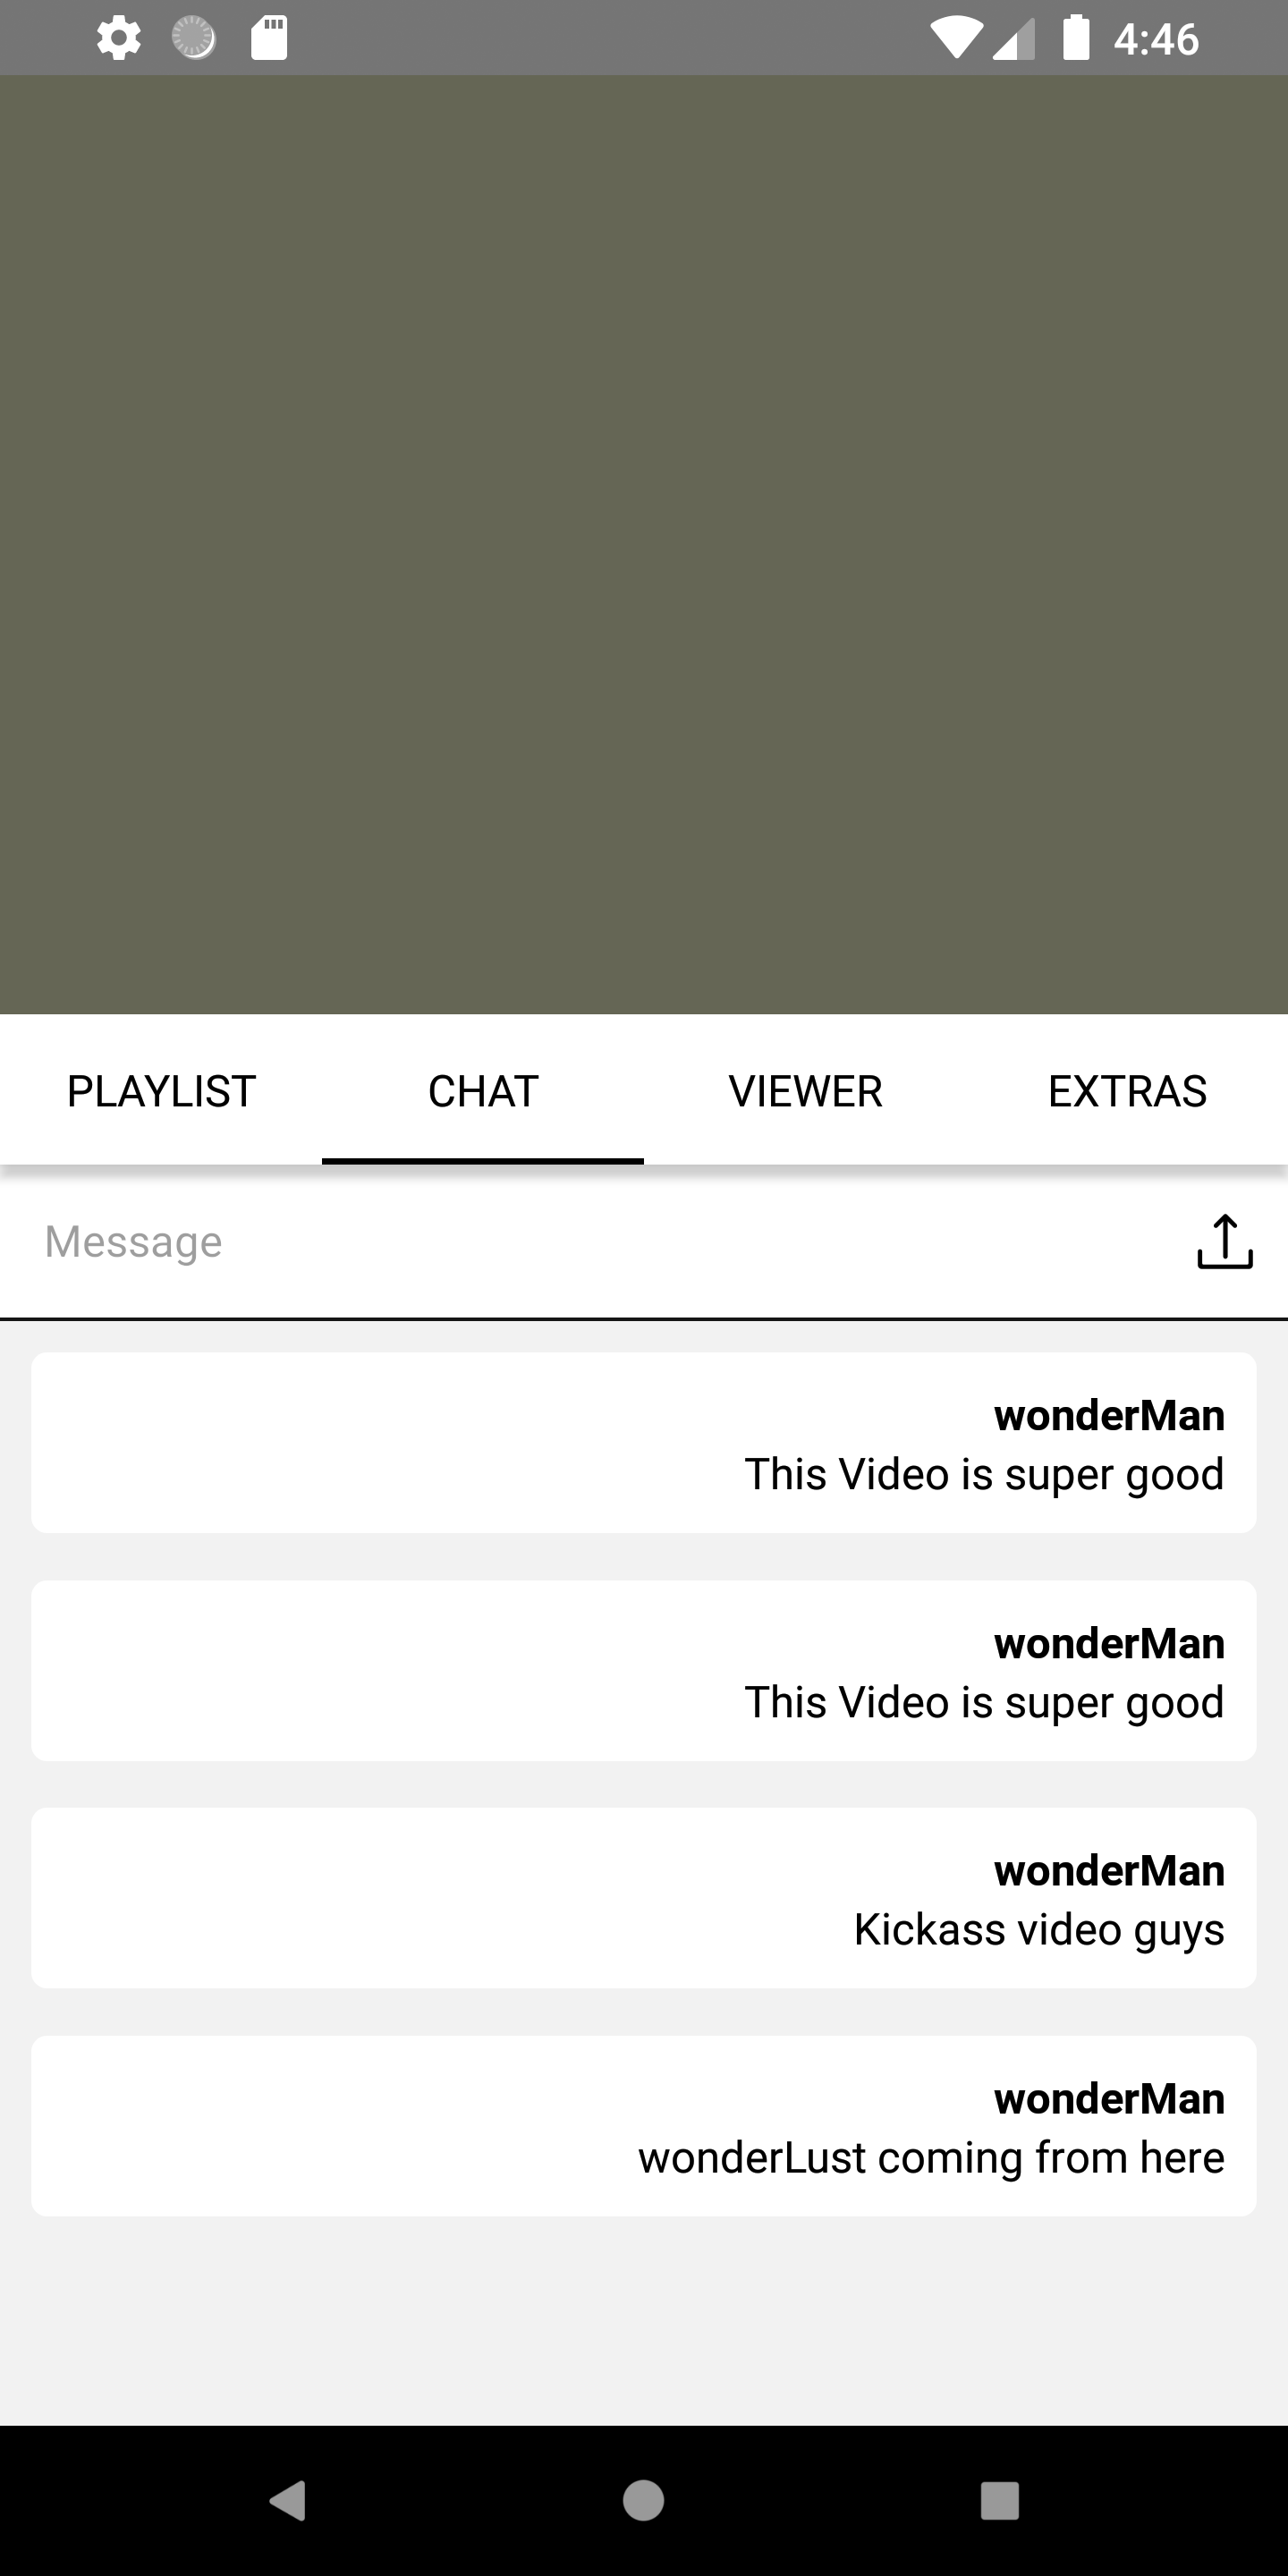 4:46
PLAYLIST CHAT VIEWER EXTRAS
Message
wonderMan
This Video is super good
wonderMan
This Video is super good
wonderMan
Kickass video guys
wonderMan
wonderLust coming from here